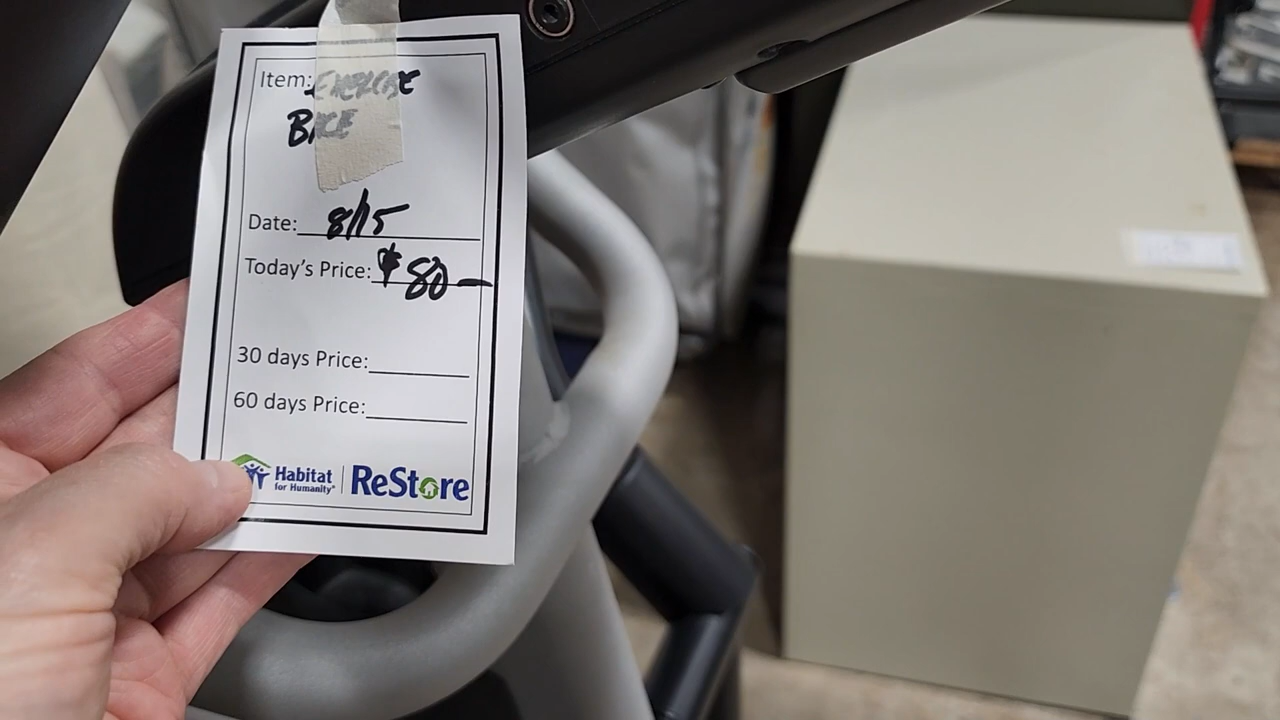 Item: EXERCISE
BIKE
Date: 8/15
Today's Price: $80—
30 days Price:
60 days Price:
Habitat for Humanity® ReStore